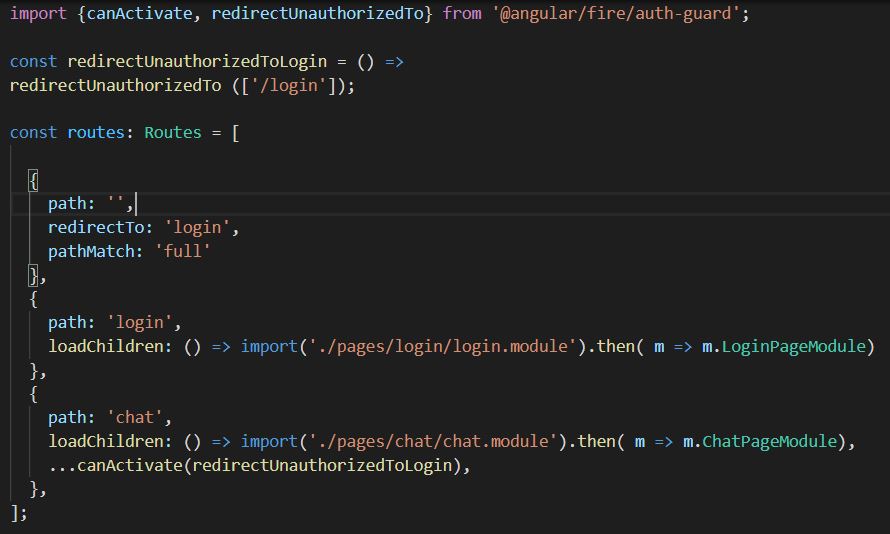 import {canActivate, redirectUnauthorizedTo} from '@angular/fire/auth-guard';
const redirectUnauthorizedToLogin = () =>
redirectUnauthorizedTo (['/login']);
const routes: Routes = [
{
path: '',
redirectTo: 'login',
pathMatch: 'full'
},
{
path: 'login',
loadChildren: () => import('./pages/login/login.module').then( m => m.LoginPageModule)
},
{
path: 'chat',
loadChildren: () => import('./pages/chat/chat.module').then( m => m.ChatPageModule),
...canActivate(redirectUnauthorizedToLogin),
},
];